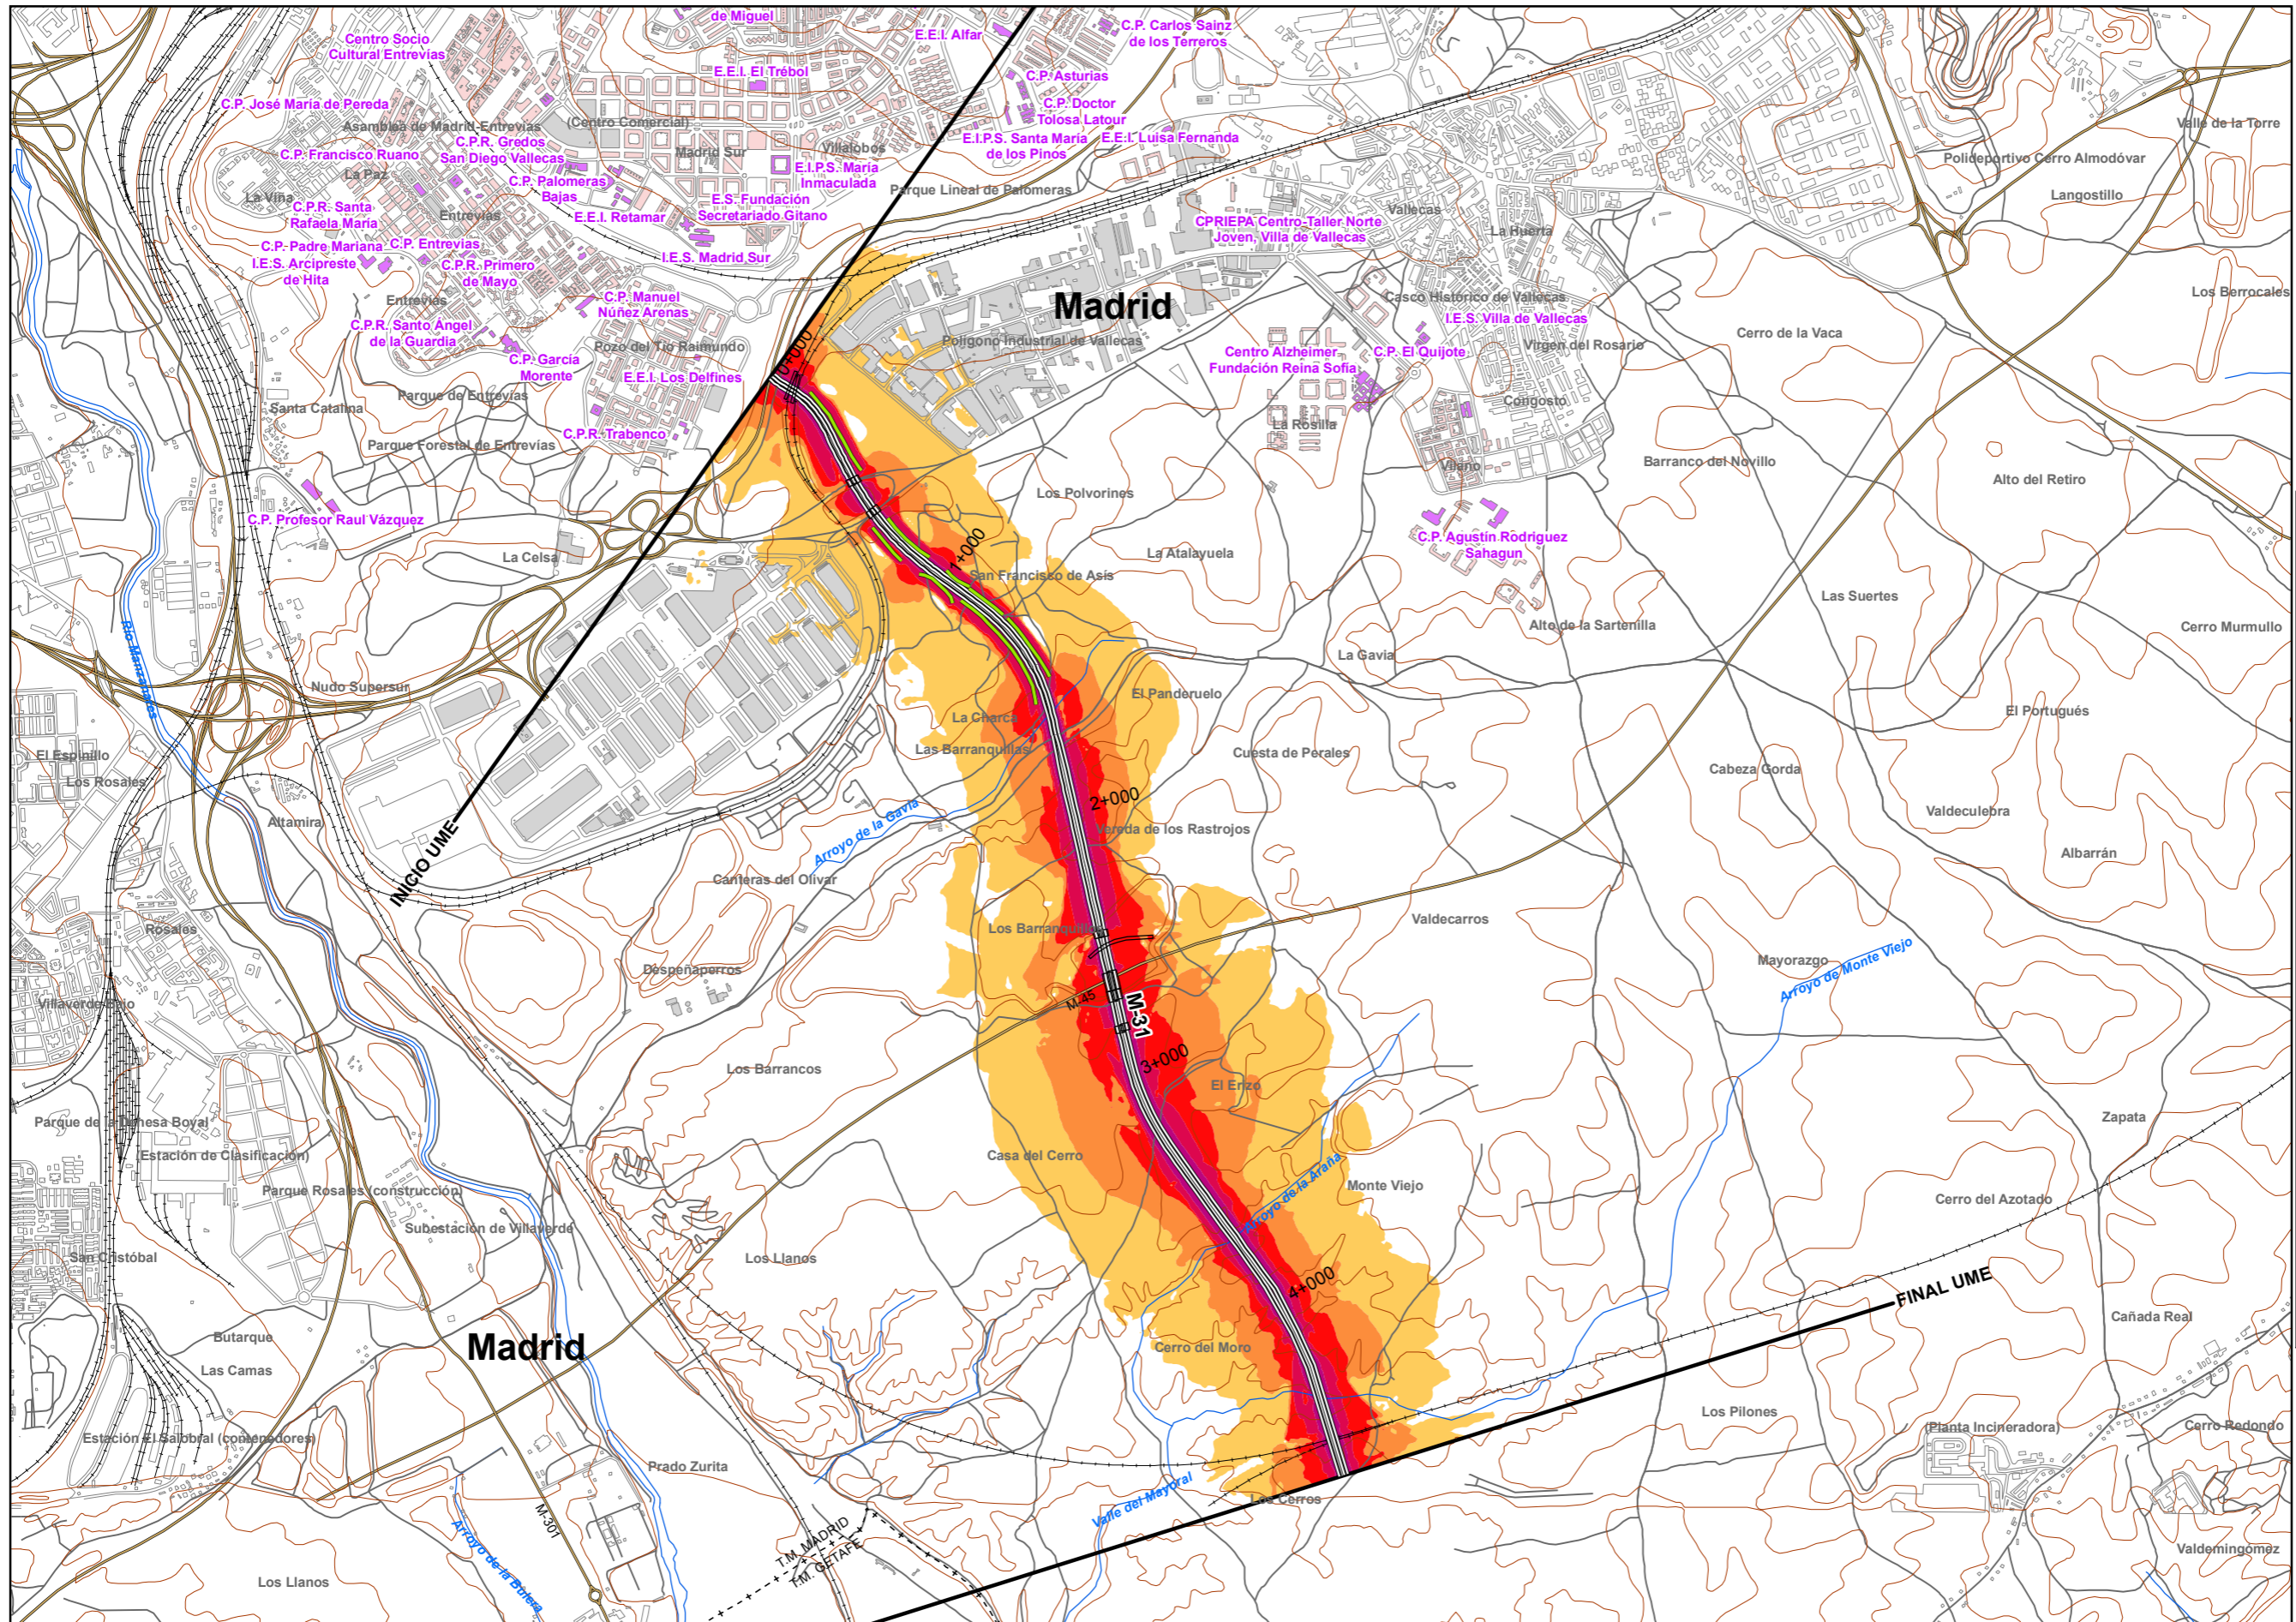 de Miguel
E.E.I. Alfar
C.P. Carlos Sainz
de los Terreros
Centro Socio
Cultural Entrevías
E.E.I. El Trébol
C.P. Asturias
C.P. José María de Pereda
C.P. Doctor
Tolosa Latour
Asamblea de Madrid-Entrevías
(Centro Comercial)
Valle de la Torre
C.P.R. Gredos
San Diego Vallecas
E.I.P.S. Santa María
de los Pinos
E.E.I. Luisa Fernanda
C.P. Francisco Ruano
Madrid Sur
Villalobos
Polideportivo Cerro Almodóvar
La Paz
C.P. Palomeras
Bajas
E.I.P.S. María
Inmaculada
Parque Lineal de Palomeras
Langostillo
La Viña
C.P.R. Santa
Rafaela María
Entrevías
E.E.I. Retamar
E.S. Fundación
Secretariado Gitano
CPRIEPA Centro-Taller Norte
Joven, Villa de Vallecas
Vallecas
La Huerta
C.P. Padre Mariana
C.P. Entrevías
I.E.S. Madrid Sur
I.E.S. Arcipreste
de Hita
C.P.R. Primero
de Mayo
Entrevías
C.P. Manuel
Núñez Arenas
Madrid
Casco Histórico de Vallecas
Los Berrocales
I.E.S. Villa de Vallecas
C.P.R. Santo Ángel
de la Guardia
Pozo del Tío Raimundo
0+000
Polígono Industrial de Vallecas
Cerro de la Vaca
Virgen del Rosario
C.P. García
Morente
E.E.I. Los Delfines
Centro Alzheimer
Fundación Reina Sofía
C.P. El Quijote
Parque de Entrevías
Santa Catalina
Congosto
La Rosilla
C.P.R. Trabenco
Parque Forestal de Entrevías
Vilano
Barranco del Novillo
Alto del Retiro
Los Polvorines
C.P. Profesor Raul Vázquez
C.P. Agustín Rodriguez
Sahagun
La Celsa
La Atalayuela
1+000
San Francisco de Asís
Las Suertes
Alto de la Sartenilla
Cerro Murmullo
Río Manzanares
La Gavia
Nudo Supersur
El Panderuelo
La Charca
El Portugués
Las Barranquillas
Cuesta de Perales
El Espinillo
Los Rosales
Cabeza Gorda
2+000
Valdeculebra
Altamira
Arroyo de la Gavia
Vereda de los Rastrojos
INICIO UME
Albarrán
Canteras del Olivar
Rosales
Los Barranquillos
Valdecarros
Despeñaperros
Mayorazgo
Arroyo de Monte Viejo
Villaverde Bajo
M-45
M-31
3+000
Los Barrancos
El Erizo
Parque de la Dehesa Boyal
Zapata
(Estación de Clasificación)
Casa del Cerro
Arroyo de la Araña
Monte Viejo
Parque Rosales (construcción)
Cerro del Azotado
Subestación de Villaverde
San Cristóbal
Los Llanos
4+000
FINAL UME
Cañada Real
Butarque
Madrid
Cerro del Moro
Las Camas
Los Pilones
(Planta Incineradora)
Cerro Redondo
Estación El Salobral (contenedores)
Prado Zurita
Valle del Mayoral
Los Cerros
M-301
Arroyo de la Bulera
T.M. MADRID
T.M. GETAFE
Valdemingómez
Los Llanos